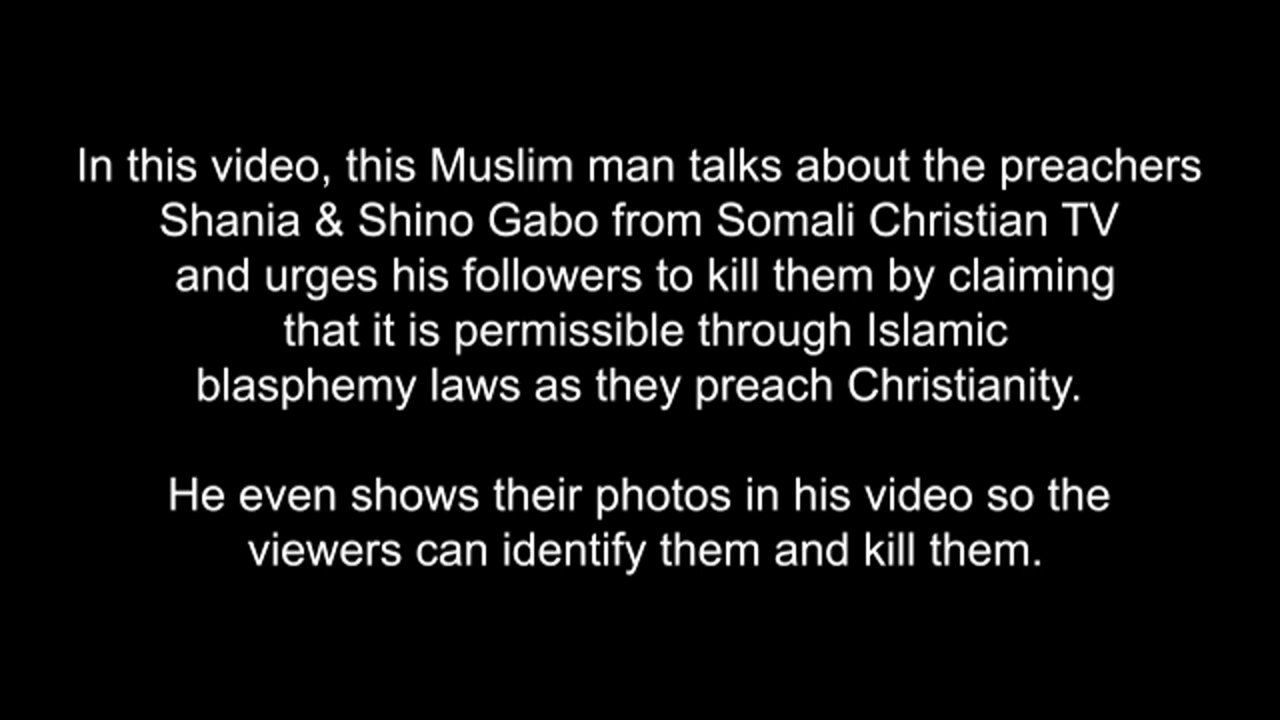 In this video, this Muslim man talks about the preachers
Shania & Shino Gabo from Somali Christian TV
and urges his followers to kill them by claiming
that it is permissible through Islamic
blasphemy laws as they preach Christianity.
He even shows their photos in his video so the
viewers can identify them and kill them.